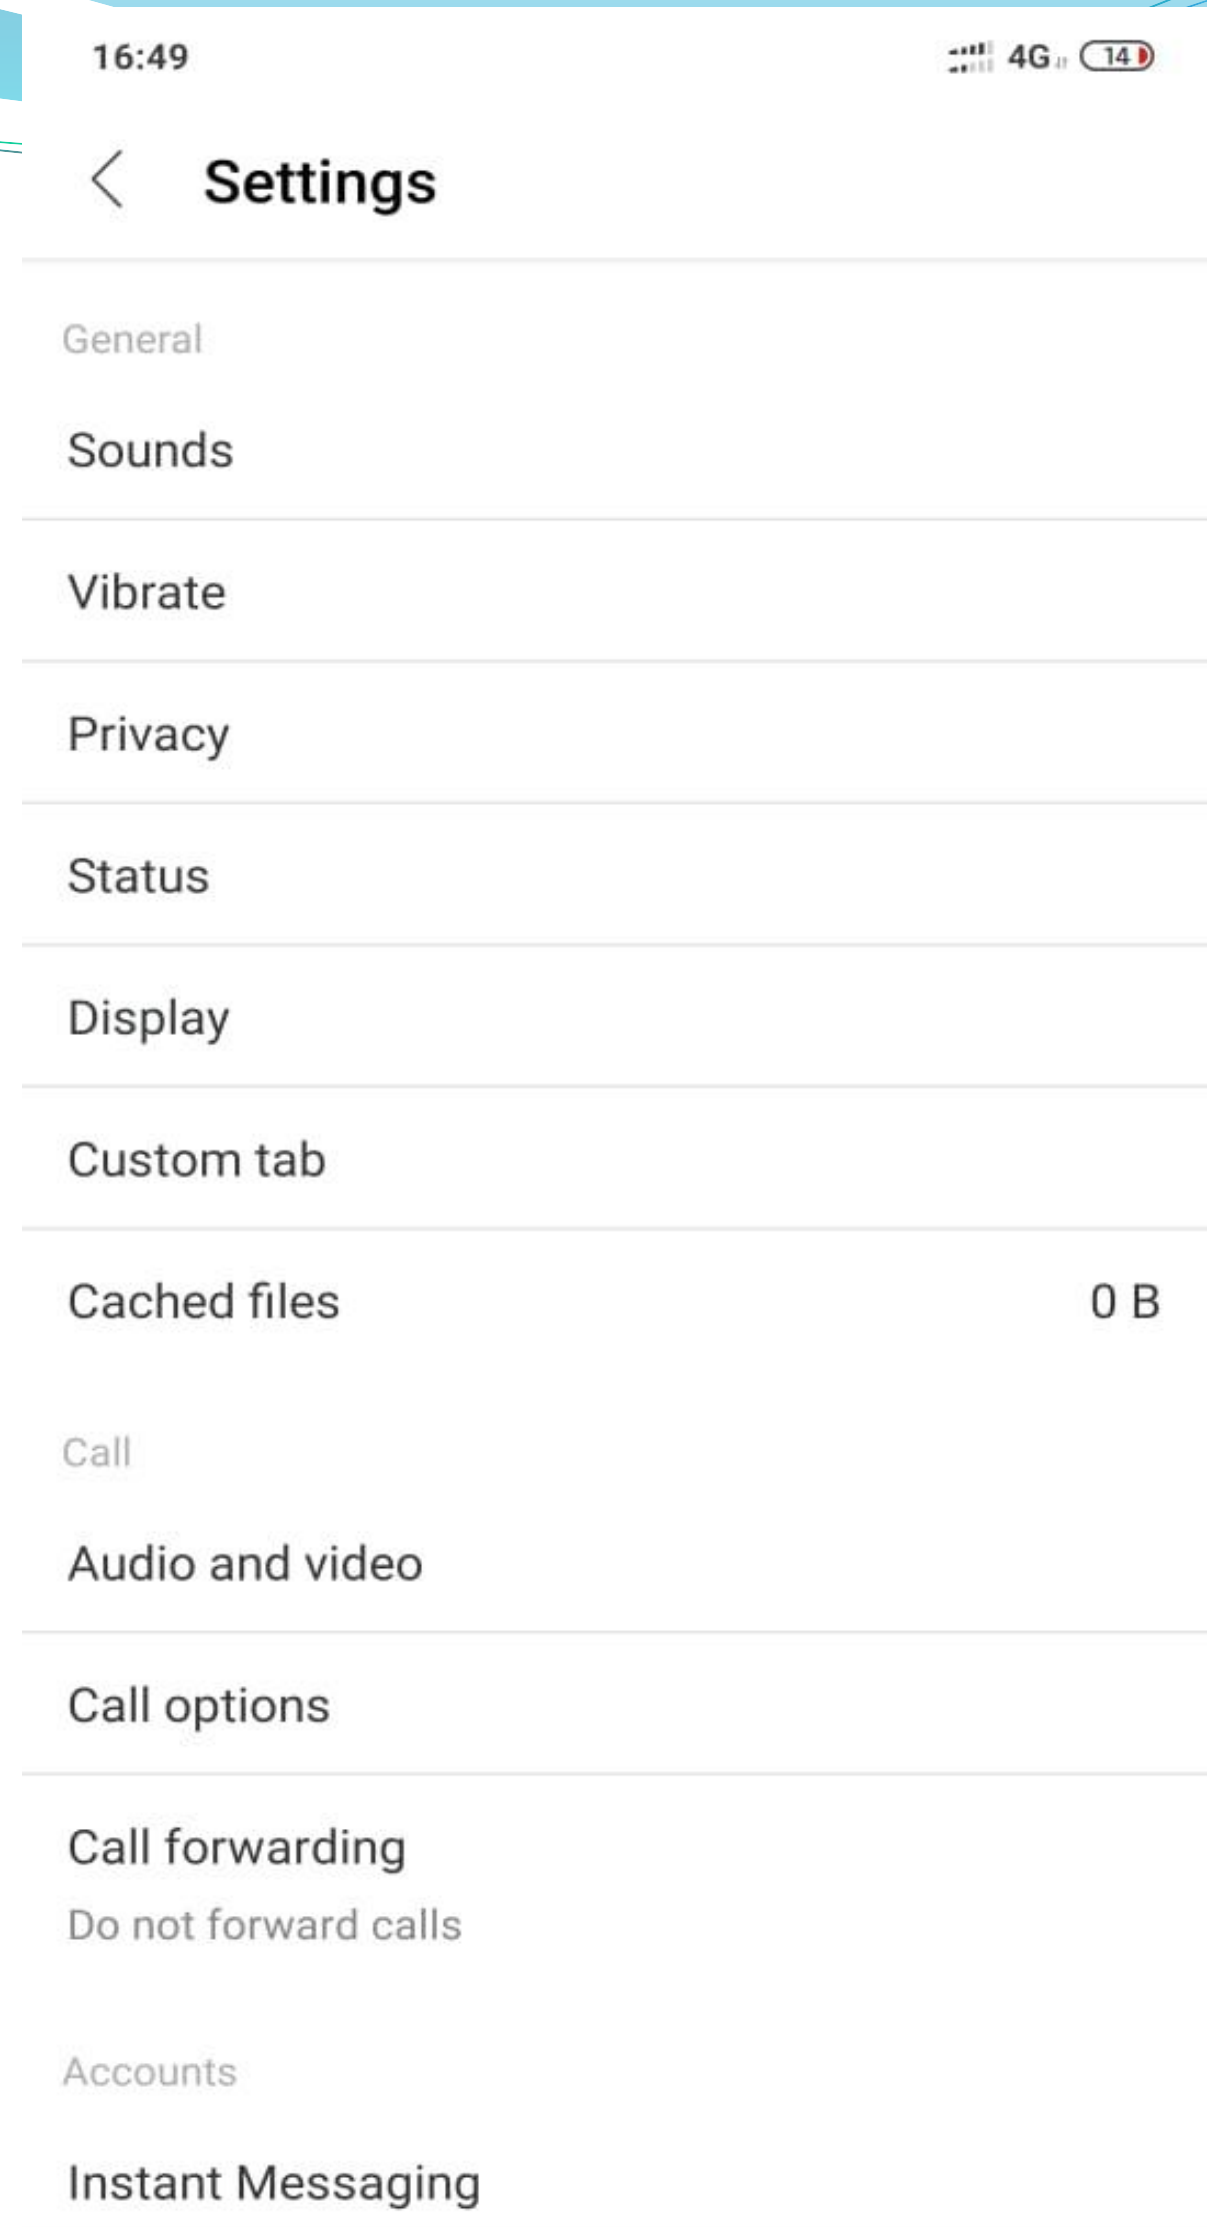 16:49 4G 14
Settings
General
Sounds
Vibrate
Privacy
Status
Display
Custom tab
Cached files 0 B
Call
Audio and video
Call options
Call forwarding
Do not forward calls
Accounts
Instant Messaging